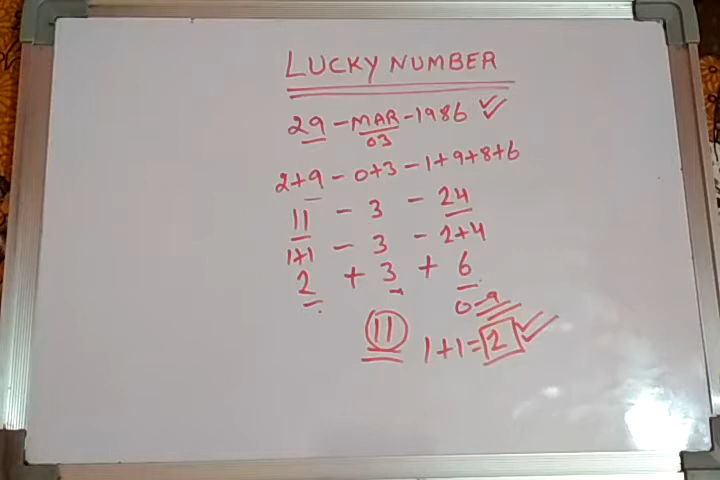 LUCKY NUMBER
29 - MAR - 1986
03
2+9 - 0+3 - 1+9+8+6
11 - 3 - 24
1+1 - 3 - 2+4
2 + 3 + 6
0-9
11 1+1=2